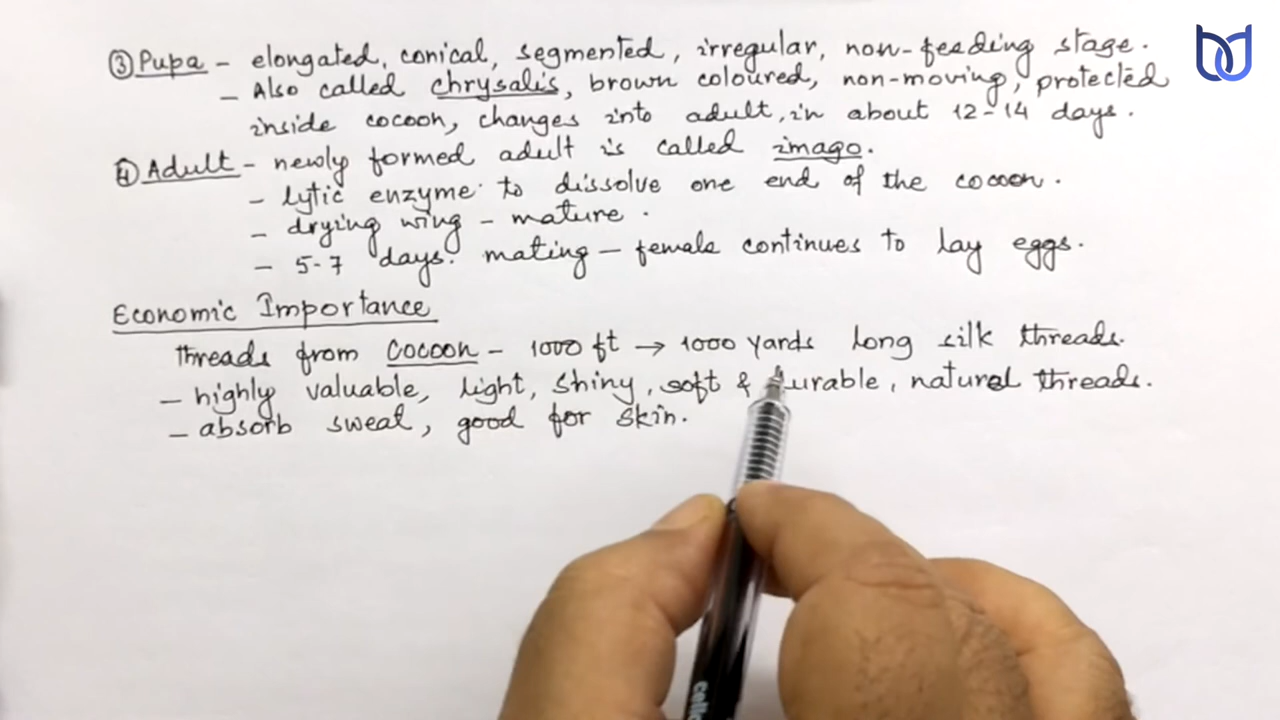 ③ Pupa - elongated, conical, segmented, irregular, non-feeding stage.
- Also called chrysalis, brown coloured, non-moving, protected
inside cocoon, changes into adult, in about 12-14 days.
④ Adult - newly formed adult is called imago.
- lytic enzyme to dissolve one end of the cocoon.
- drying wing - mature.
- 5-7 days. mating - female continues to lay eggs.
Economic Importance
threads from cocoon - 1000 ft → 1000 yards long silk threads.
- highly valuable, light, shiny, soft & durable, natural threads.
- absorb sweat, good for skin.
cello